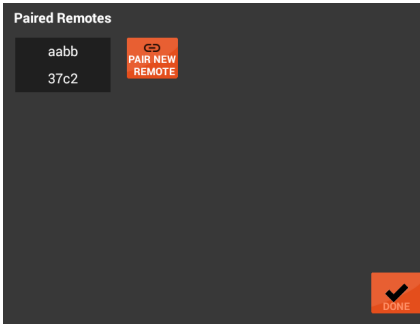 Paired Remotes
aabb
37c2
PAIR NEW
REMOTE
DONE